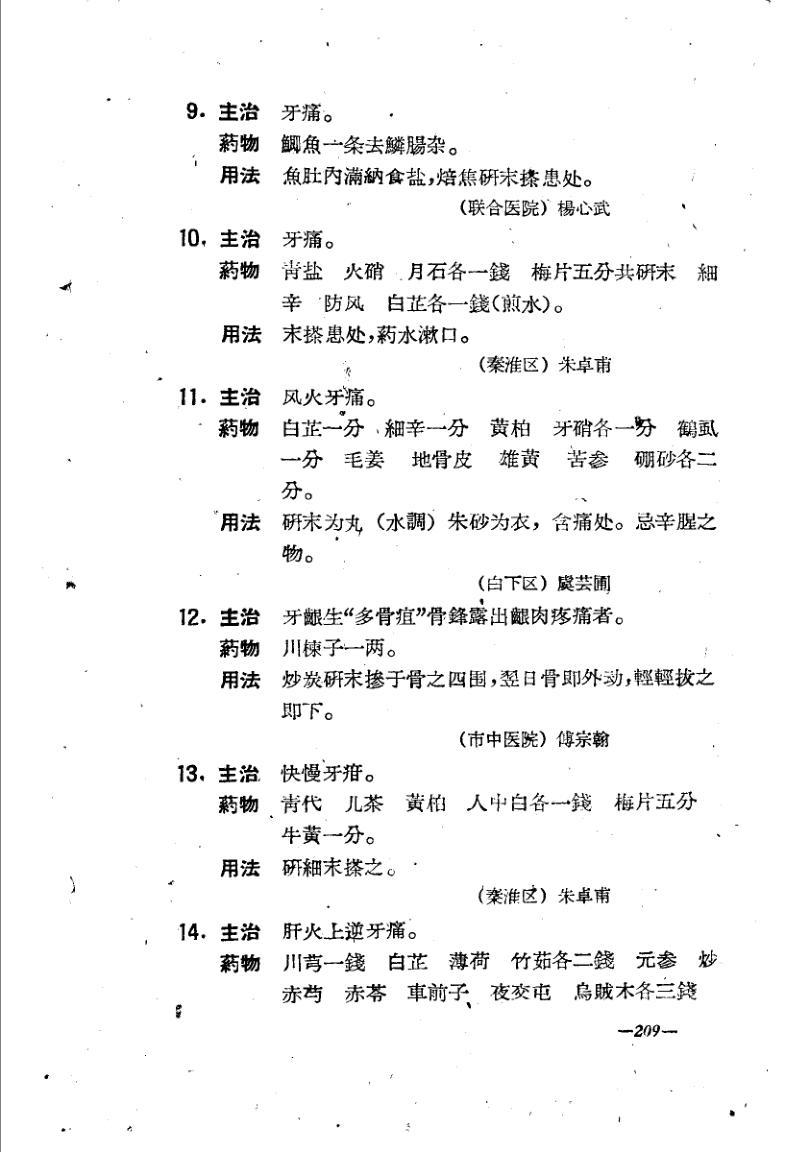 9. 主治 牙痛。
葯物 鯽魚一条去鱗腸杂。
用法 魚肚內滿納食盐,焙焦研末搽患处。
(联合医院) 楊心武
10. 主治 牙痛。
葯物 青盐 火硝 月石各一錢 梅片五分共研末 細
辛 防风 白芷各一錢(煎水)。
用法 末搽患处,葯水漱口。
(秦淮区) 朱卓甫
11. 主治 风火牙痛。
葯物 白芷一分 細辛一分 黃柏 牙硝各一分 鶴虱
一分 毛姜 地骨皮 雄黃 苦参 硼砂各二
分。
用法 研末为丸 (水調) 朱砂为衣, 含痛处。忌辛腥之
物。
(白下区) 虞芸圃
12. 主治 牙齦生“多骨疽”骨鋒露出齦肉疼痛者。
葯物 川楝子一两。
用法 炒炭研末掺于骨之四围,翌日骨即外动,輕輕拔之
即下。
(市中医院) 傅宗翰
13. 主治 快慢牙疳。
葯物 青代 儿茶 黃柏 人中白各一錢 梅片五分
牛黃一分。
用法 研細末搽之。
(秦淮区) 朱卓甫
14. 主治 肝火上逆牙痛。
葯物 川芎一錢 白芷 薄荷 竹茹各二錢 元参 炒
赤芍 赤苓 車前子 夜交屯 烏賊木各三錢
—209—